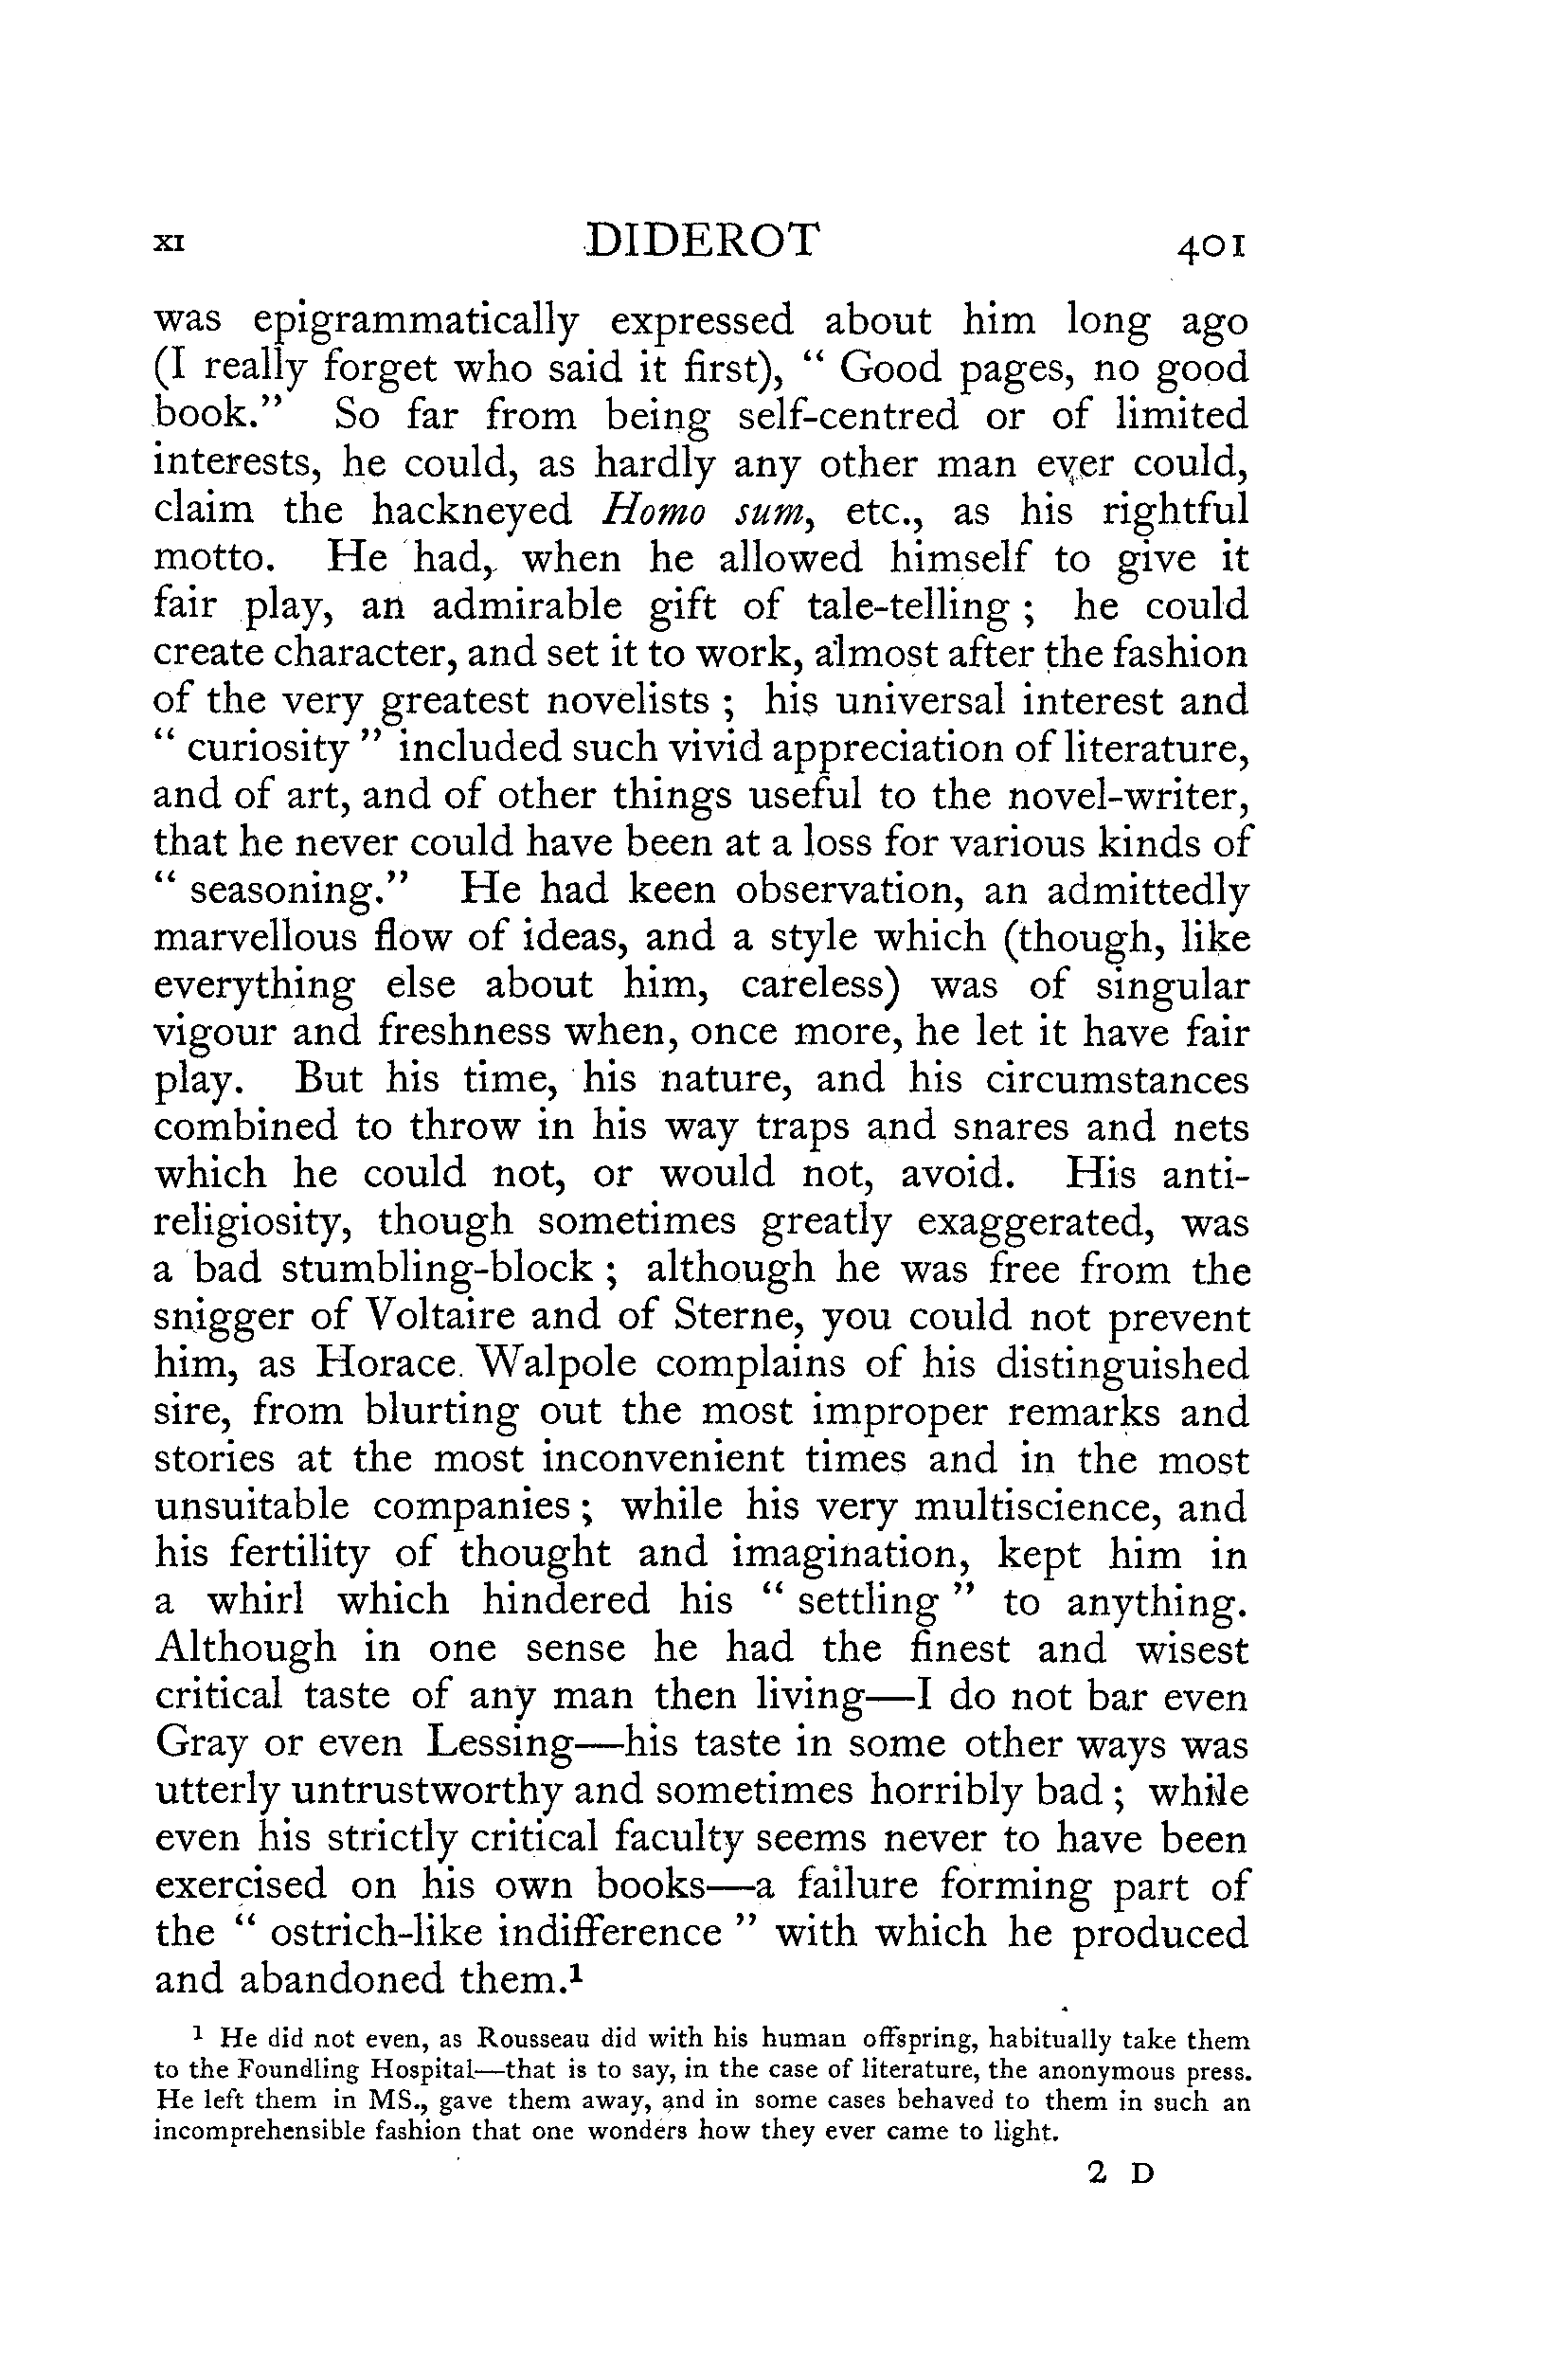 XI DIDEROT 401
was epigrammatically expressed about him long ago
(I really forget who said it first), “ Good pages, no good
book.” So far from being self-centred or of limited
interests, he could, as hardly any other man ever could,
claim the hackneyed Homo sum, etc., as his rightful
motto. He had, when he allowed himself to give it
fair play, an admirable gift of tale-telling ; he could
create character, and set it to work, almost after the fashion
of the very greatest novelists ; his universal interest and
“ curiosity ” included such vivid appreciation of literature,
and of art, and of other things useful to the novel-writer,
that he never could have been at a loss for various kinds of
“ seasoning.” He had keen observation, an admittedly
marvellous flow of ideas, and a style which (though, like
everything else about him, careless) was of singular
vigour and freshness when, once more, he let it have fair
play. But his time, his nature, and his circumstances
combined to throw in his way traps and snares and nets
which he could not, or would not, avoid. His anti-
religiosity, though sometimes greatly exaggerated, was
a bad stumbling-block ; although he was free from the
snigger of Voltaire and of Sterne, you could not prevent
him, as Horace Walpole complains of his distinguished
sire, from blurting out the most improper remarks and
stories at the most inconvenient times and in the most
unsuitable companies ; while his very multiscience, and
his fertility of thought and imagination, kept him in
a whirl which hindered his “ settling ” to anything.
Although in one sense he had the finest and wisest
critical taste of any man then living—I do not bar even
Gray or even Lessing—his taste in some other ways was
utterly untrustworthy and sometimes horribly bad ; while
even his strictly critical faculty seems never to have been
exercised on his own books—a failure forming part of
the “ ostrich-like indifference ” with which he produced
and abandoned them.¹
¹ He did not even, as Rousseau did with his human offspring, habitually take them
to the Foundling Hospital—that is to say, in the case of literature, the anonymous press.
He left them in MS., gave them away, and in some cases behaved to them in such an
incomprehensible fashion that one wonders how they ever came to light.
2 D